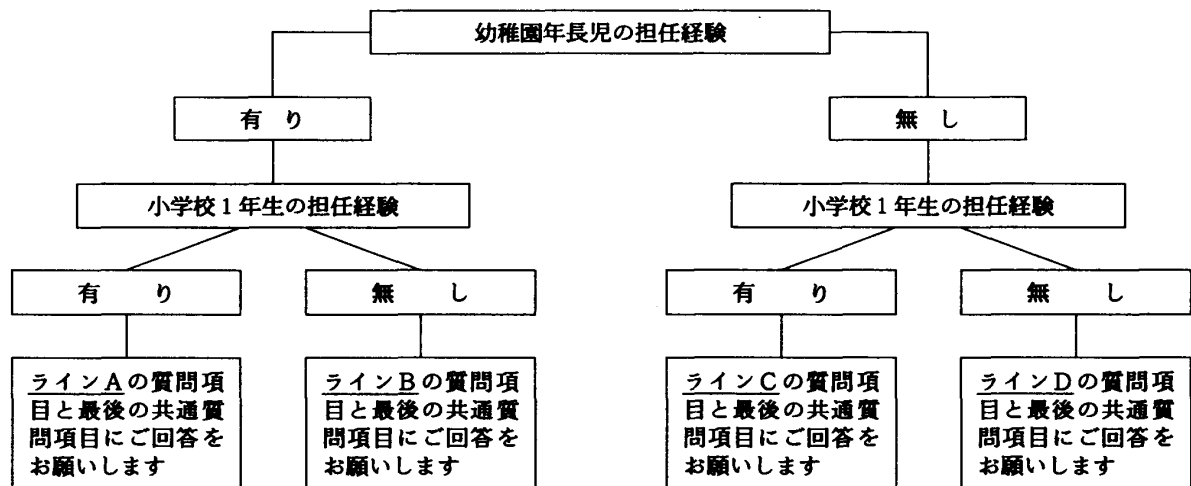 幼稚園年長児の担任経験
有り
無し
小学校1年生の担任経験
小学校1年生の担任経験
有り
無し
有り
無し
ラインAの質問項
目と最後の共通質
問項目にご回答を
お願いします
ラインBの質問項
目と最後の共通質
問項目にご回答を
お願いします
ラインCの質問項
目と最後の共通質
問項目にご回答を
お願いします
ラインDの質問項
目と最後の共通質
問項目にご回答を
お願いします